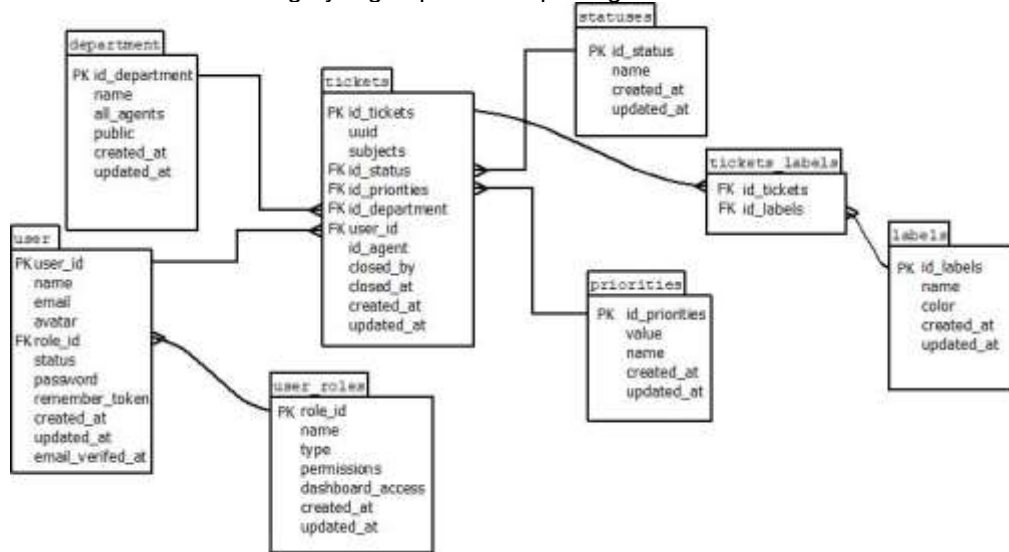 department
PK id_department
name
all_agents
public
created_at
updated_at
user
PK user_id
name
email
avatar
FK role_id
status
password
remember_token
created_at
updated_at
email_verifed_at
tickets
PK id_tickets
uuid
subjects
FK id_status
FK id_priorities
FK id_department
FK user_id
id_agent
closed_by
closed_at
created_at
updated_at
user_roles
PK role_id
name
type
permissions
dashboard_access
created_at
updated_at
statuses
PK id_status
name
created_at
updated_at
priorities
PK id_priorities
value
name
created_at
updated_at
tickets_labels
FK id_tickets
FK id_labels
labels
PK id_labels
name
color
created_at
updated_at